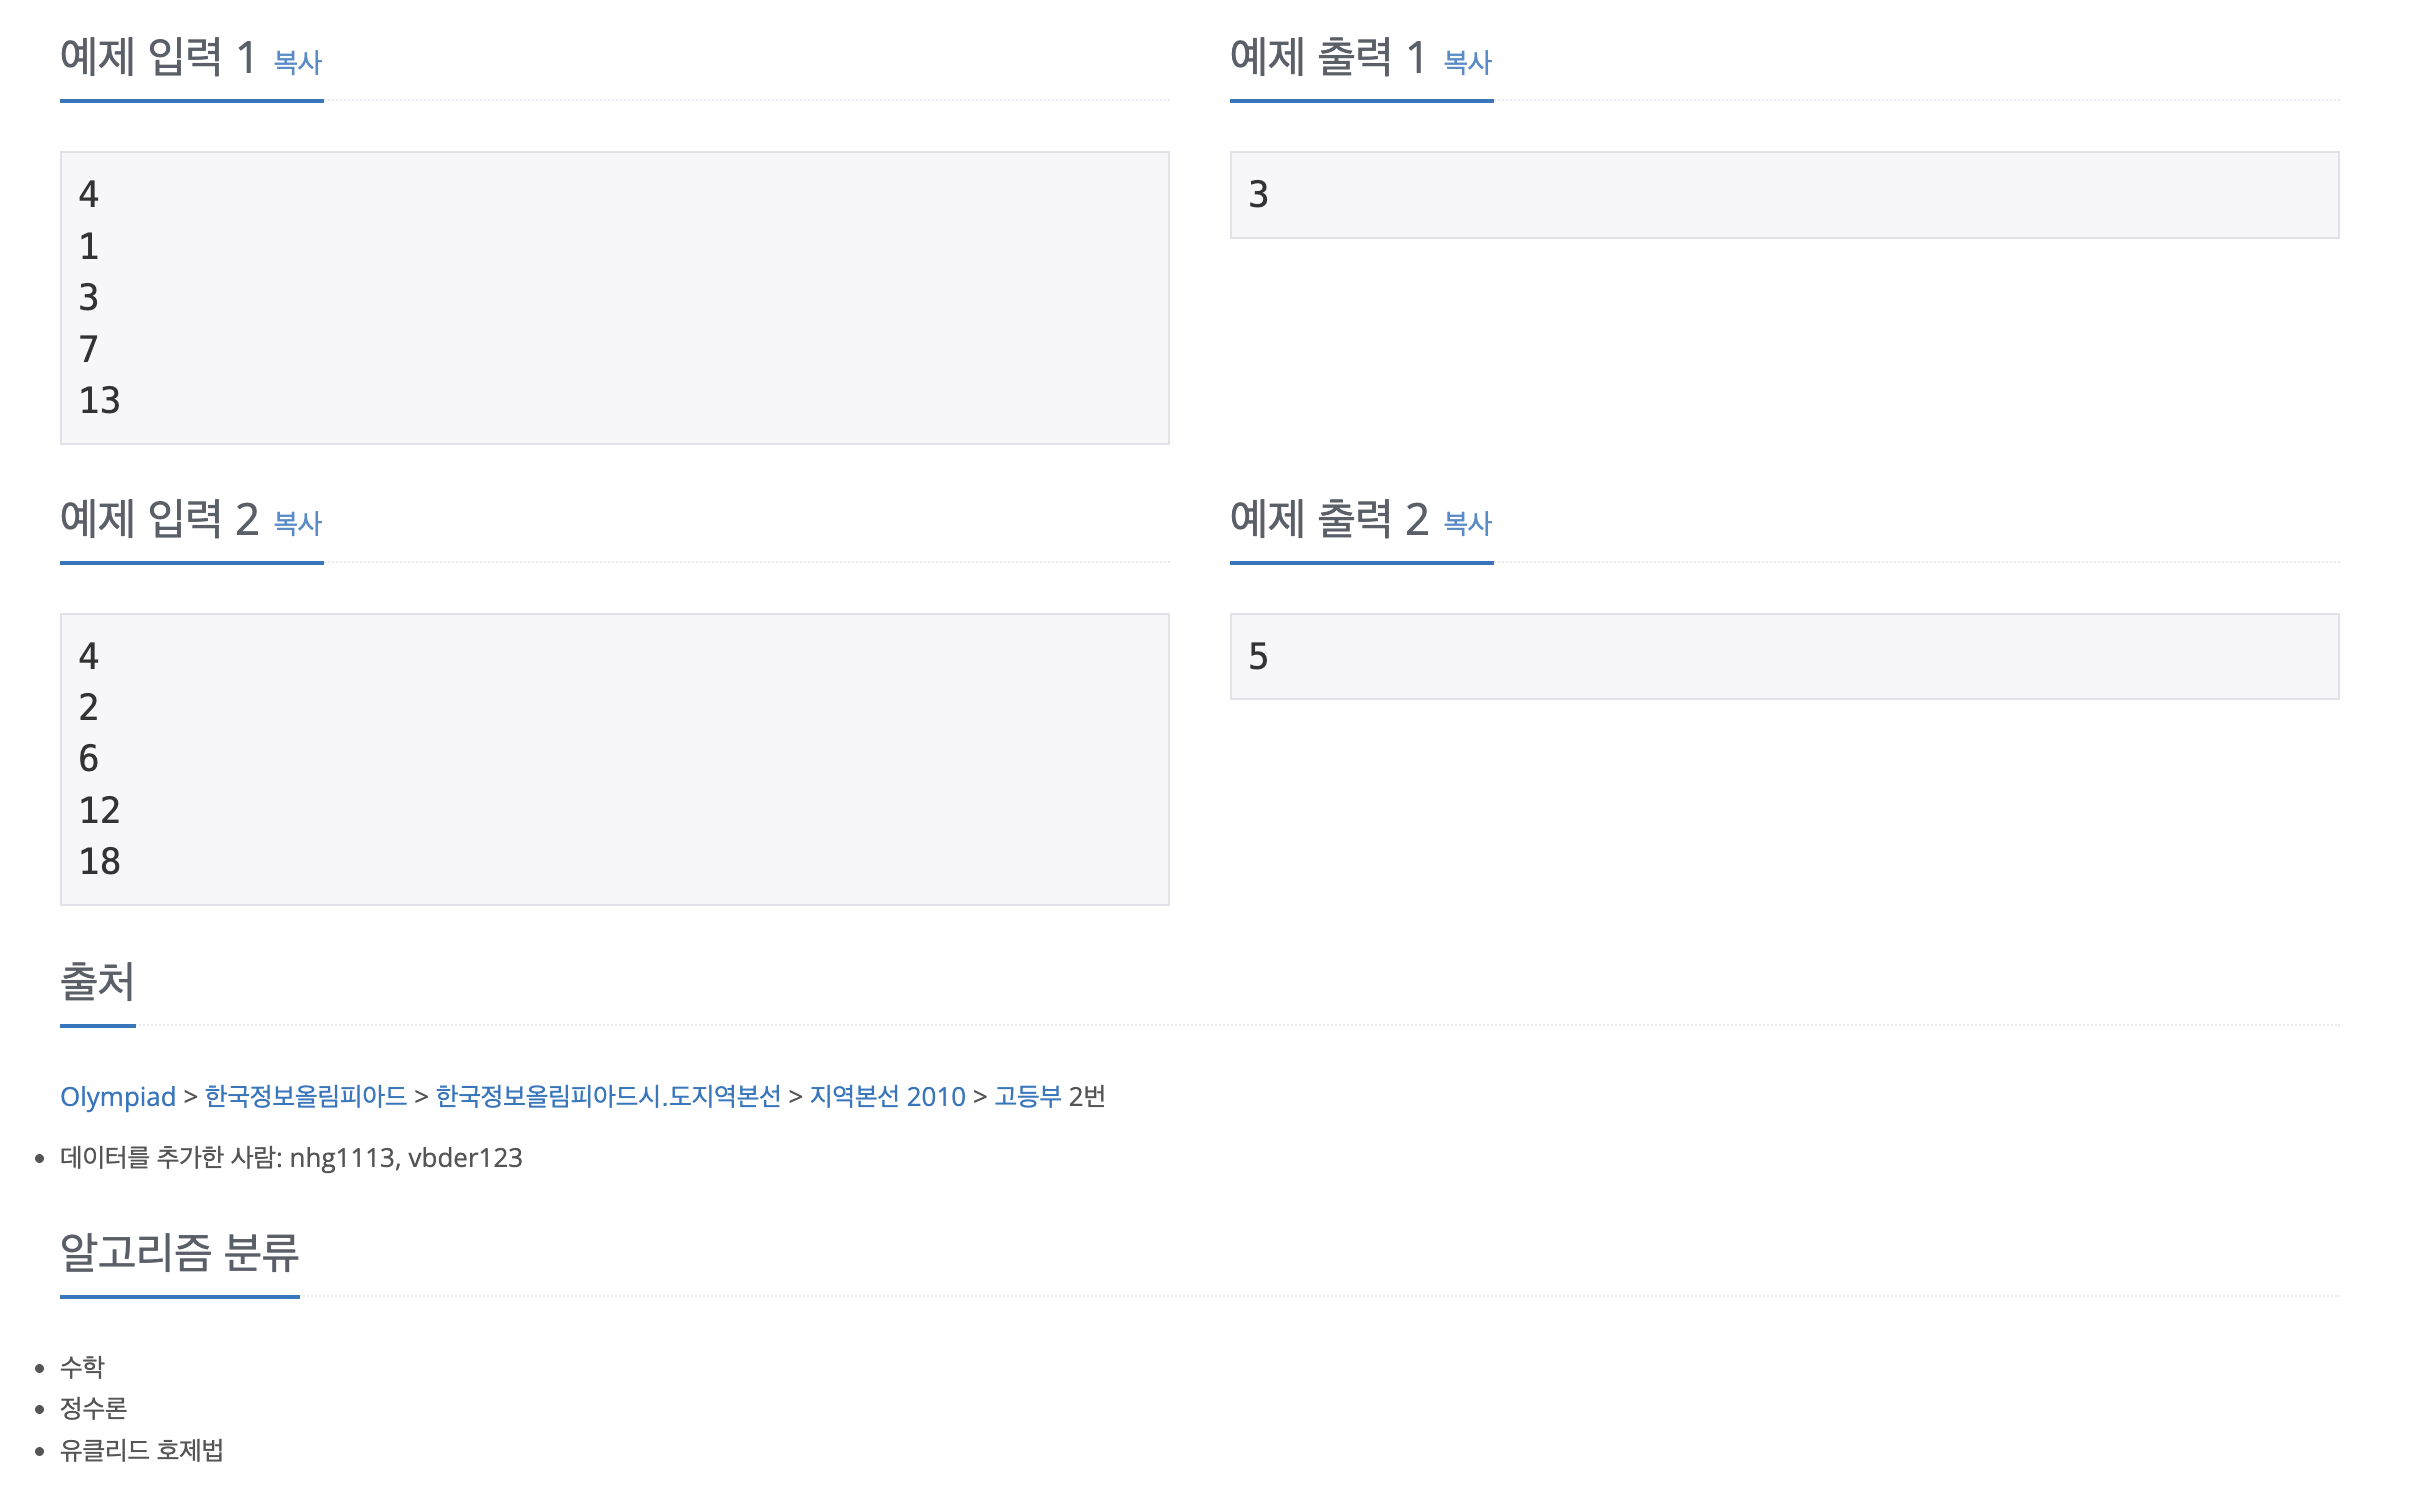 예제 입력 1 복사
4
1
3
7
13
예제 출력 1 복사
3
예제 입력 2 복사
4
2
6
12
18
예제 출력 2 복사
5
출처
Olympiad > 한국정보올림피아드 > 한국정보올림피아드시.도지역본선 > 지역본선 2010 > 고등부 2번
데이터를 추가한 사람: nhg1113, vbder123
알고리즘 분류
수학
정수론
유클리드 호제법